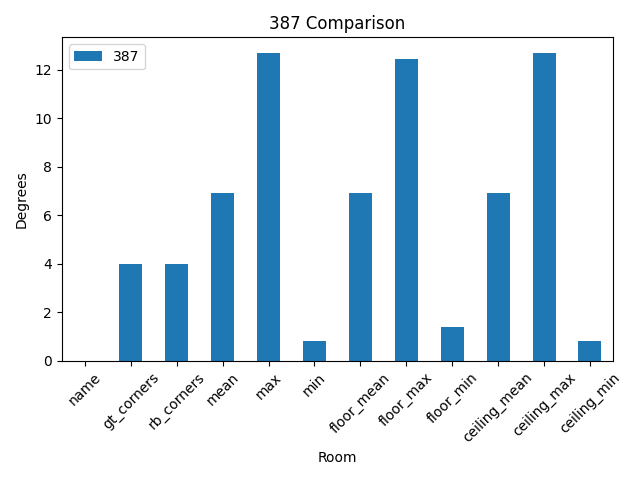 387 Comparison
387
Degrees
12
10
8
6
4
2
0
name
gt_corners
rb_corners
mean
max
min
floor_mean
floor_max
floor_min
ceiling_mean
ceiling_max
ceiling_min
Room